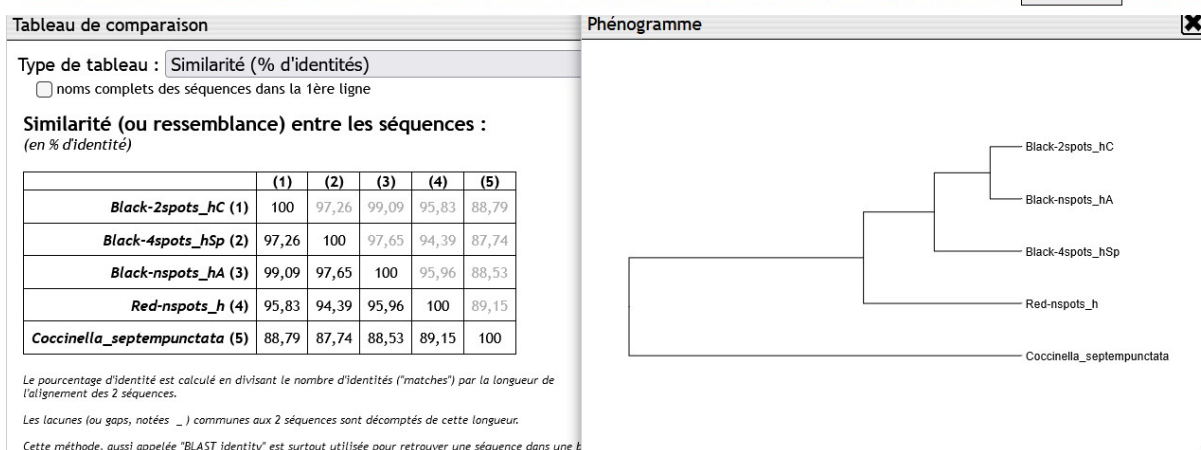 Tableau de comparaison
Type de tableau : Similarité (% d'identités)
noms complets des séquences dans la 1ère ligne
Similarité (ou ressemblance) entre les séquences :
(en % d'identité)
(1) (2) (3) (4) (5)
Black-2spots_hC (1) 100 97,26 99,09 95,83 88,79
Black-4spots_hSp (2) 97,26 100 97,65 94,39 87,74
Black-nspots_hA (3) 99,09 97,65 100 95,96 88,53
Red-nspots_h (4) 95,83 94,39 95,96 100 89,15
Coccinella_septempunctata (5) 88,79 87,74 88,53 89,15 100
Le pourcentage d'identité est calculé en divisant le nombre d'identités ("matches") par la longueur de
l'alignement des 2 séquences.
Les lacunes (ou gaps, notées _ ) communes aux 2 séquences sont décomptés de cette longueur.
Cette méthode, aussi appelée "BLAST identity" est surtout utilisée pour retrouver une séquence dans une b
Phénogramme
Black-2spots_hC
Black-nspots_hA
Black-4spots_hSp
Red-nspots_h
Coccinella_septempunctata